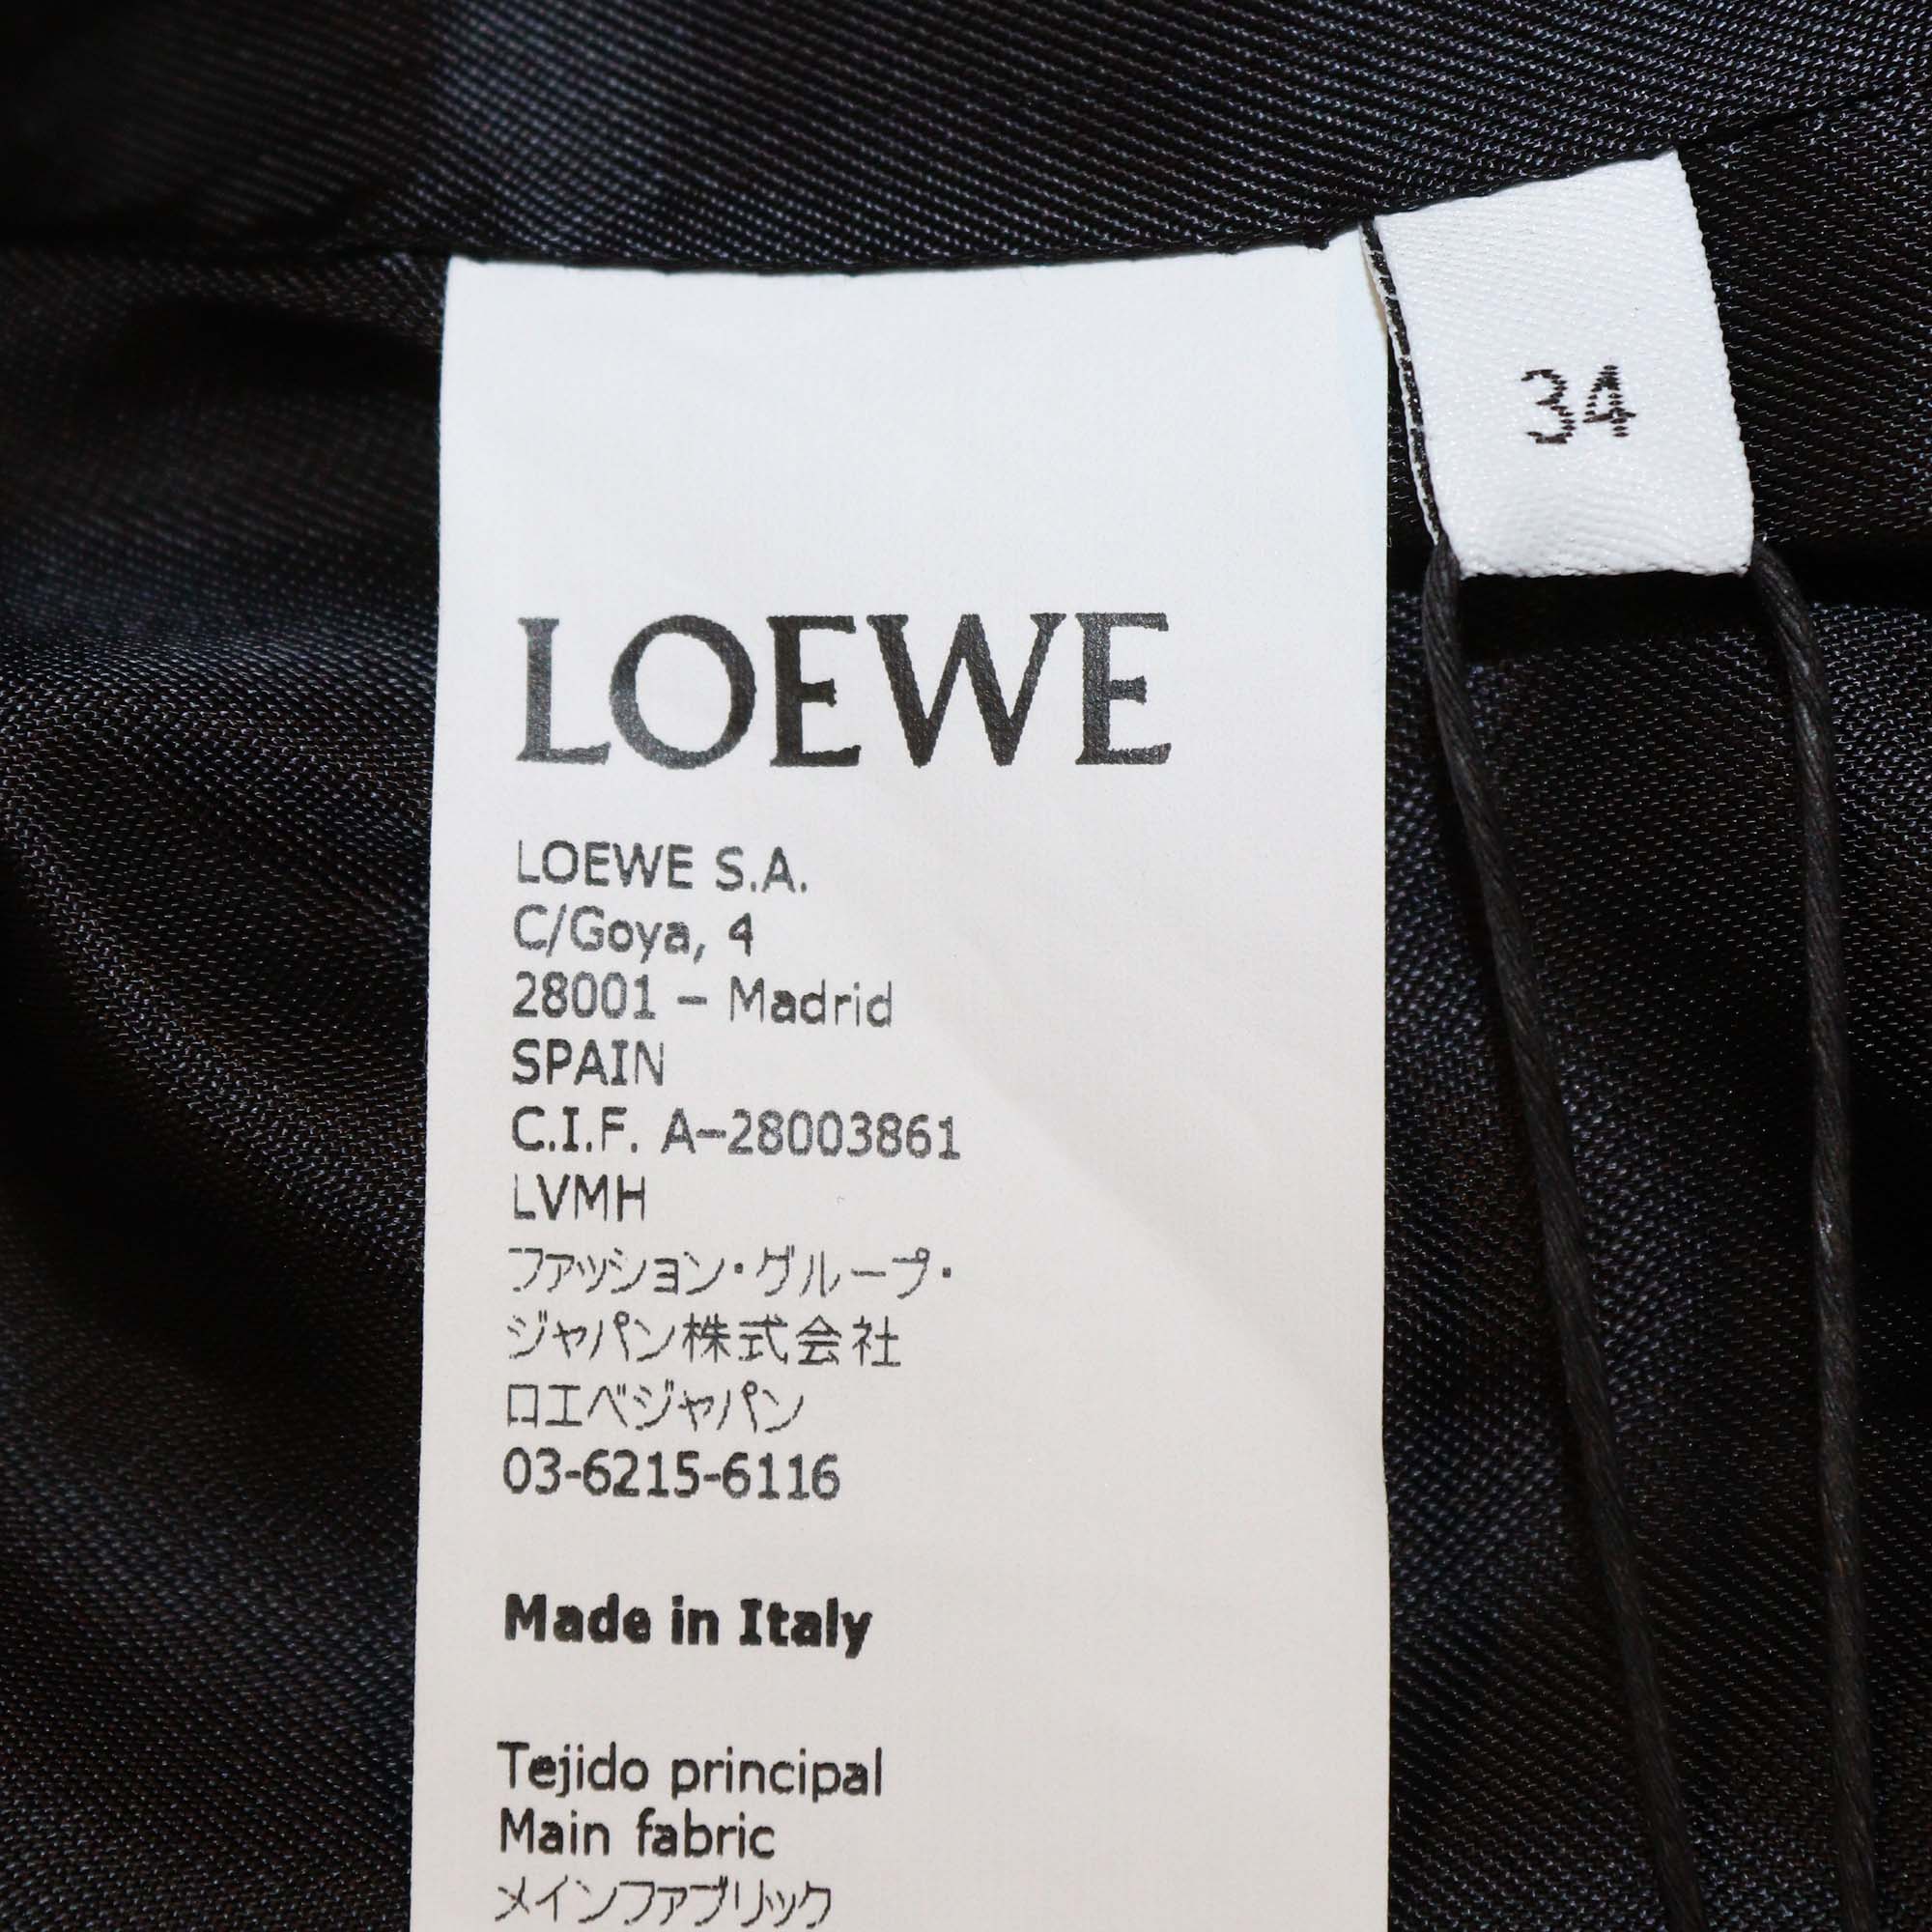 34
LOEWE
LOEWE S.A.
C/Goya, 4
28001 – Madrid
SPAIN
C.I.F. A–28003861
LVMH
ファッション・グループ・
ジャパン株式会社
ロエベジャパン
03-6215-6116
Made in Italy
Tejido principal
Main fabric
メインファブリック